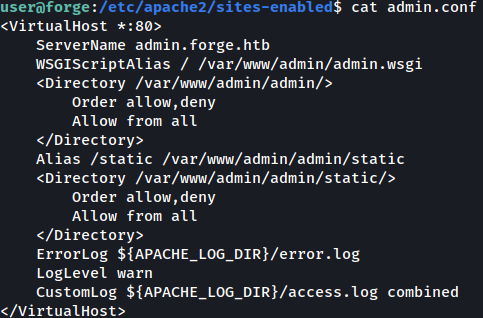 user@forge:/etc/apache2/sites-enabled$ cat admin.conf
<VirtualHost *:80>
    ServerName admin.forge.htb
    WSGIScriptAlias / /var/www/admin/admin.wsgi
    <Directory /var/www/admin/admin/>
        Order allow,deny
        Allow from all
    </Directory>
    Alias /static /var/www/admin/admin/static
    <Directory /var/www/admin/admin/static/>
        Order allow,deny
        Allow from all
    </Directory>
    ErrorLog ${APACHE_LOG_DIR}/error.log
    LogLevel warn
    CustomLog ${APACHE_LOG_DIR}/access.log combined
</VirtualHost>